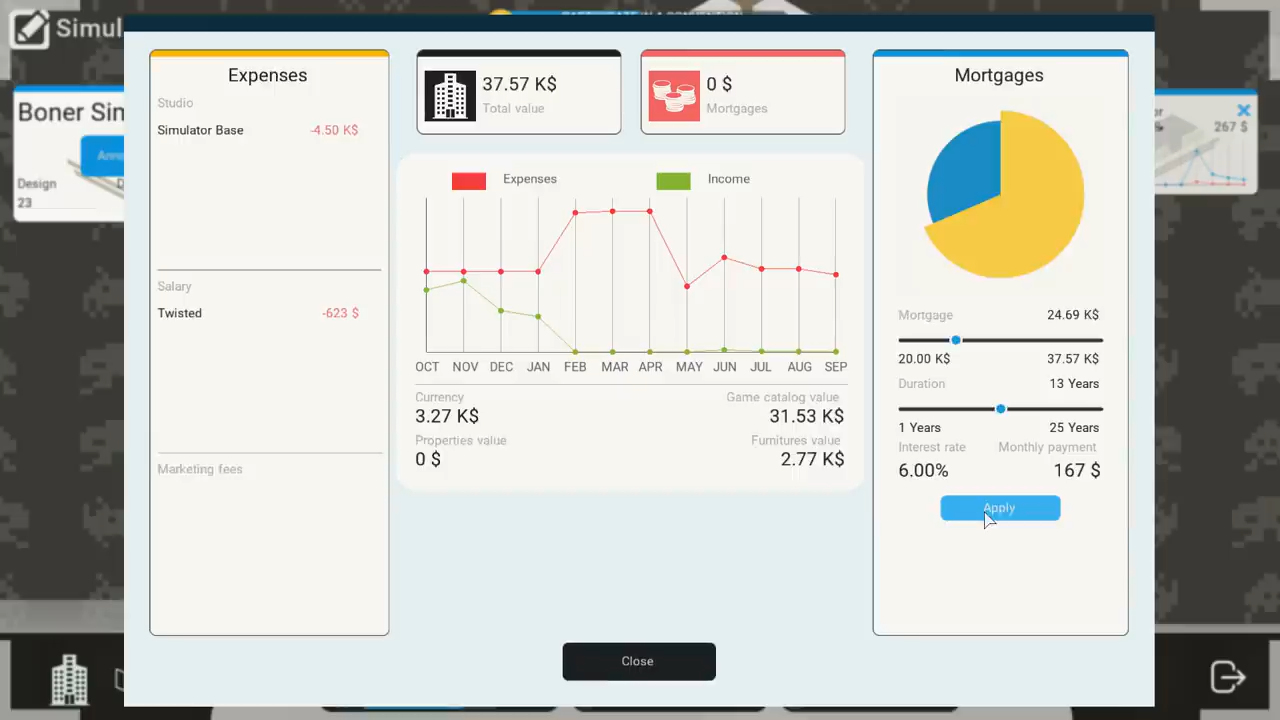 Simul
Boner Sim
Design
23
267 $
Expenses
Studio
Simulator Base -4.50 K$
Salary
Twisted -623 $
Marketing fees
37.57 K$
Total value
0 $
Mortgages
Expenses Income
OCT NOV DEC JAN FEB MAR APR MAY JUN JUL AUG SEP
Currency Game catalog value
3.27 K$ 31.53 K$
Properties value Furnitures value
0 $ 2.77 K$
Mortgages
Mortgage 24.69 K$
20.00 K$ 37.57 K$
Duration 13 Years
1 Years 25 Years
Interest rate Monthly payment
6.00% 167 $
Apply
Close